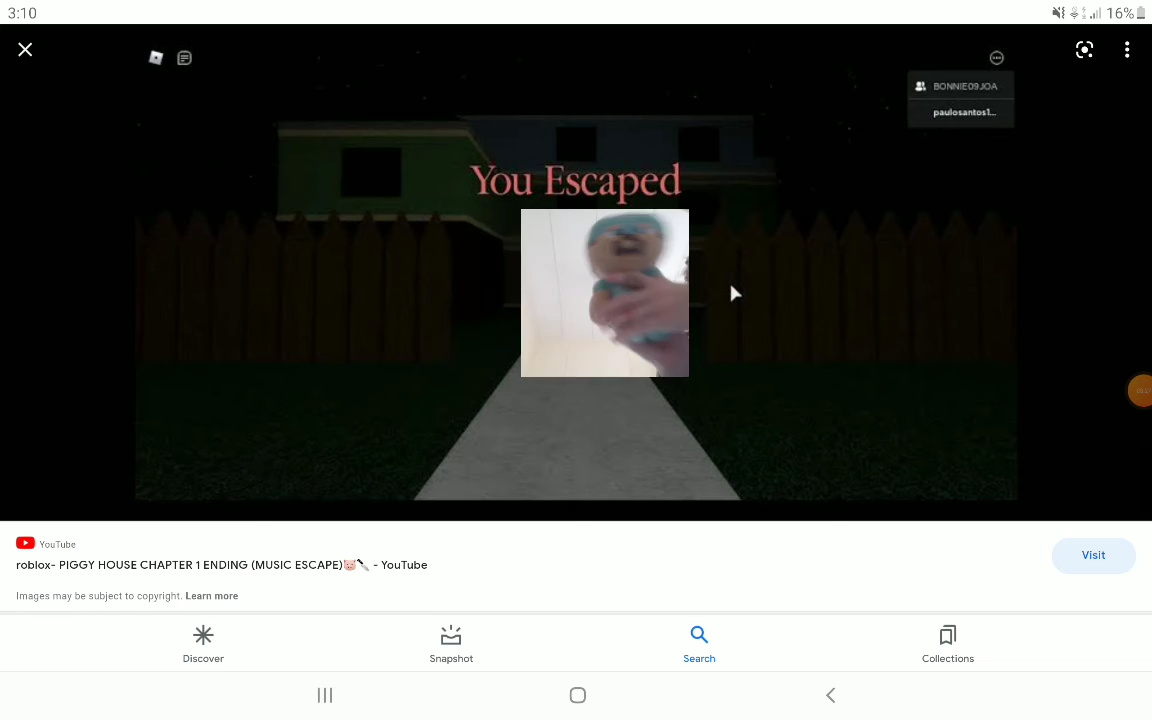 3:10
16%
BONNIE09JOA
paulosantos1...
You Escaped
YouTube
roblox- PIGGY HOUSE CHAPTER 1 ENDING (MUSIC ESCAPE)🐷🔪 - YouTube
Visit
Images may be subject to copyright. Learn more
Discover
Snapshot
Search
Collections